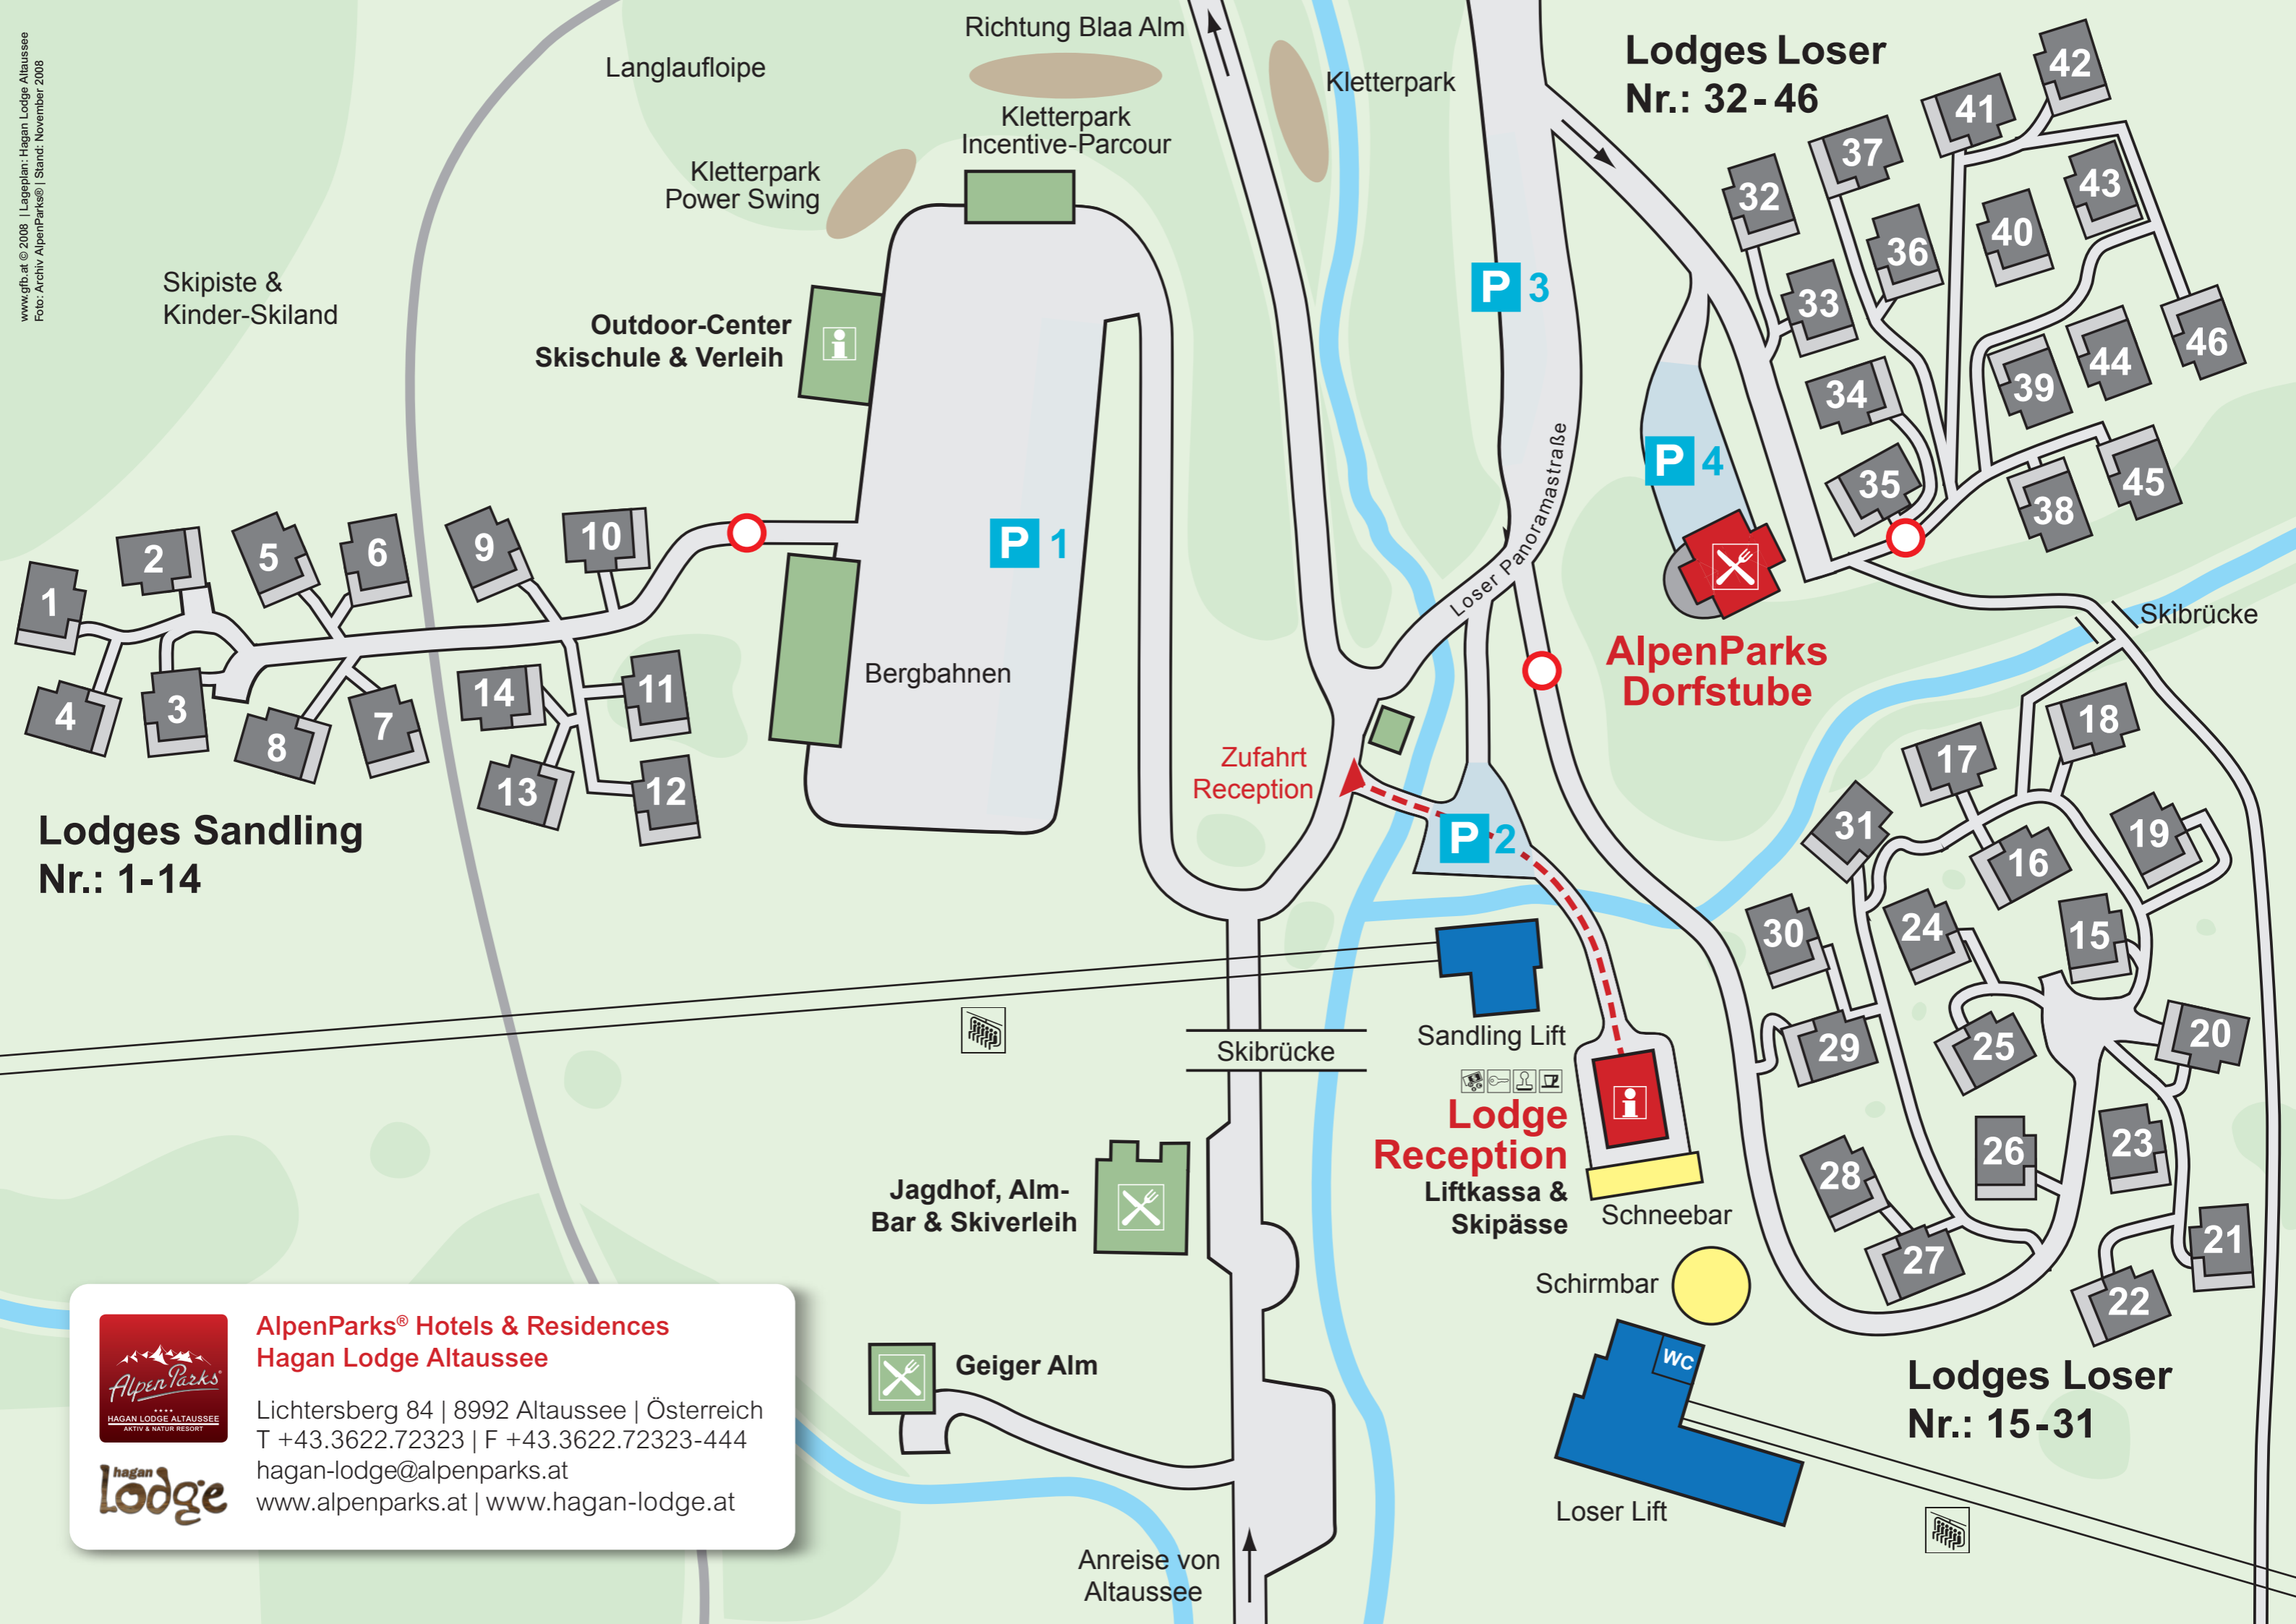 www.gfb.at © 2008 | Lageplan: Hagan Lodge Altaussee
Foto: Archiv AlpenParks® | Stand: November 2008
Richtung Blaa Alm
Langlaufloipe
Kletterpark
Kletterpark
Incentive-Parcour
Kletterpark
Power Swing
Skipiste &
Kinder-Skiland
Outdoor-Center
Skischule & Verleih
i
Lodges Loser
Nr.: 32-46
42
41
37
43
32
40
36
33
46
44
39
34
35
45
38
P 3
P 4
P 1
Loser Panoramastraße
Skibrücke
AlpenParks
Dorfstube
Bergbahnen
1
2
5
6
9
10
4
3
8
7
14
11
13
12
Lodges Sandling
Nr.: 1-14
Zufahrt
Reception
P 2
18
17
31
19
16
30
24
15
29
25
20
28
26
23
27
21
22
Sandling Lift
Skibrücke
Lodge
Reception
Liftkassa &
Skipässe
i
Schneebar
Schirmbar
Jagdhof, Alm-
Bar & Skiverleih
Geiger Alm
WC
Loser Lift
Lodges Loser
Nr.: 15-31
Anreise von
Altaussee
AlpenParks®
HAGAN LODGE ALTAUSSEE
AKTIV & NATUR RESORT
hagan
lodge
AlpenParks® Hotels & Residences
Hagan Lodge Altaussee
Lichtersberg 84 | 8992 Altaussee | Österreich
T +43.3622.72323 | F +43.3622.72323-444
hagan-lodge@alpenparks.at
www.alpenparks.at | www.hagan-lodge.at